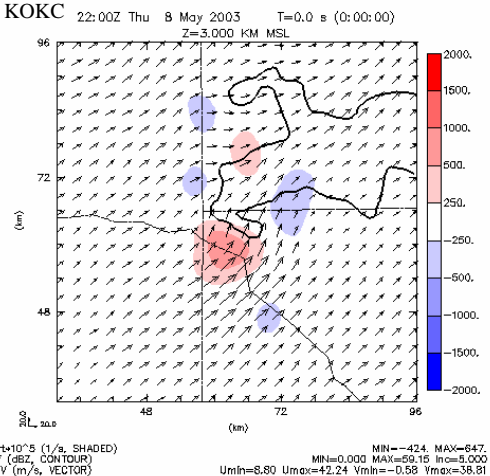 KOKC
22:00Z Thu 8 May 2003 T=0.0 s (0:00:00)
Z=3.000 KM MSL
96
72
48
(km)
48 72 96
(km)
2000.
1500.
1000.
500.
250.
-250.
-500.
-1000.
-1500.
-2000.
20.0
20.0
t*10^5 (1/s, SHADED) MIN=-424. MAX=647.
(dBZ, CONTOUR) MIN=0.000 MAX=59.15 Inc=5.000
V (m/s, VECTOR) Umin=8.80 Umax=42.24 Vmin=-0.58 Vmax=38.81